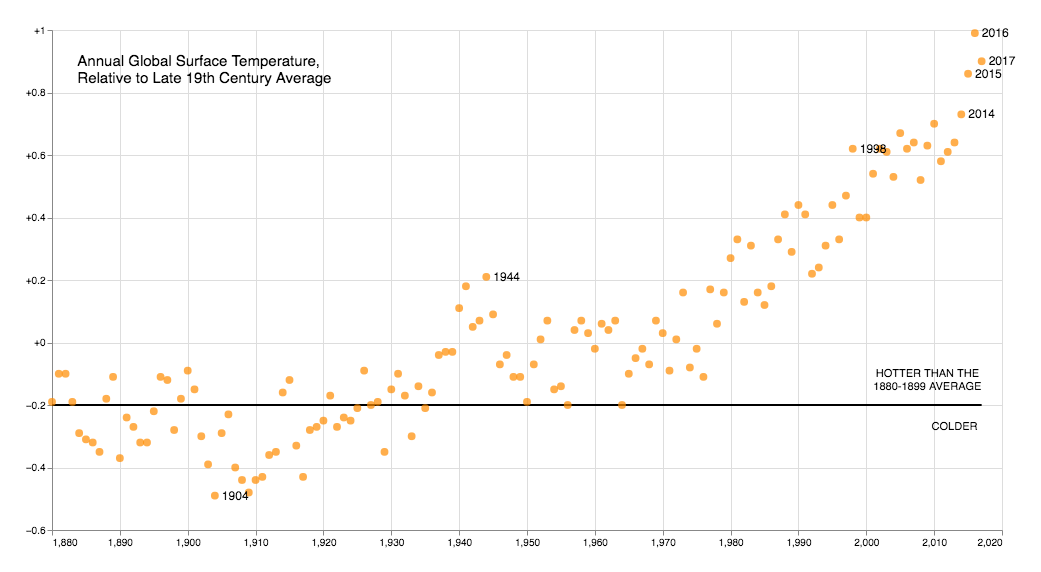 +1
Annual Global Surface Temperature,
Relative to Late 19th Century Average
2016
2017
2015
+0.8
2014
+0.6
1998
+0.4
+0.2
1944
+0.0
HOTTER THAN THE
1880-1899 AVERAGE
−0.2
COLDER
−0.4
1904
−0.6
1,880 1,890 1,900 1,910 1,920 1,930 1,940 1,950 1,960 1,970 1,980 1,990 2,000 2,010 2,020